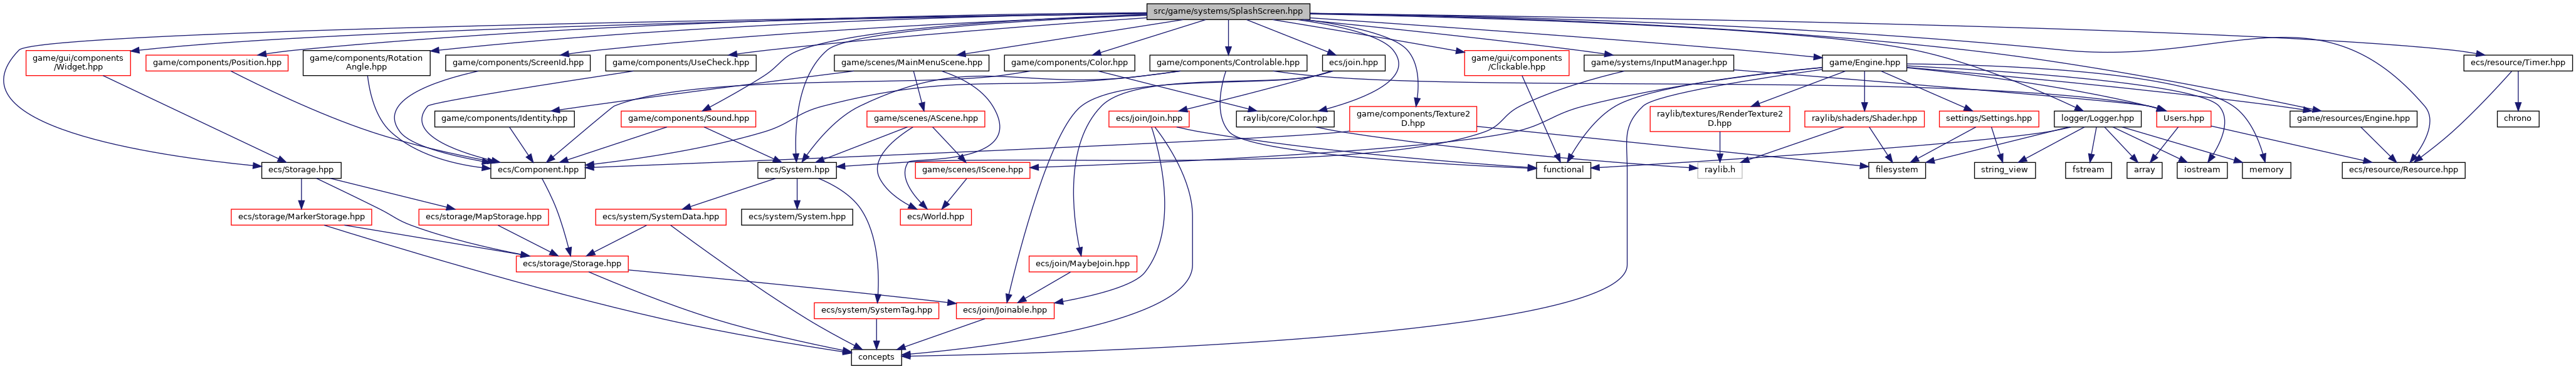 src/game/systems/SplashScreen.hpp
game/gui/components
/Widget.hpp
game/components/Position.hpp
game/components/Rotation
Angle.hpp
game/components/ScreenId.hpp
game/components/UseCheck.hpp
game/scenes/MainMenuScene.hpp
game/components/Color.hpp
game/components/Controlable.hpp
ecs/join.hpp
game/gui/components
/Clickable.hpp
game/systems/InputManager.hpp
game/Engine.hpp
ecs/resource/Timer.hpp
game/components/Identity.hpp
game/components/Sound.hpp
game/scenes/AScene.hpp
ecs/join/Join.hpp
raylib/core/Color.hpp
game/components/Texture2
D.hpp
raylib/textures/RenderTexture2
D.hpp
raylib/shaders/Shader.hpp
settings/Settings.hpp
logger/Logger.hpp
Users.hpp
game/resources/Engine.hpp
chrono
ecs/Storage.hpp
ecs/Component.hpp
ecs/System.hpp
game/scenes/IScene.hpp
functional
raylib.h
filesystem
string_view
fstream
array
iostream
memory
ecs/resource/Resource.hpp
ecs/storage/MarkerStorage.hpp
ecs/storage/MapStorage.hpp
ecs/system/SystemData.hpp
ecs/system/System.hpp
ecs/World.hpp
ecs/storage/Storage.hpp
ecs/join/MaybeJoin.hpp
ecs/system/SystemTag.hpp
ecs/join/Joinable.hpp
concepts